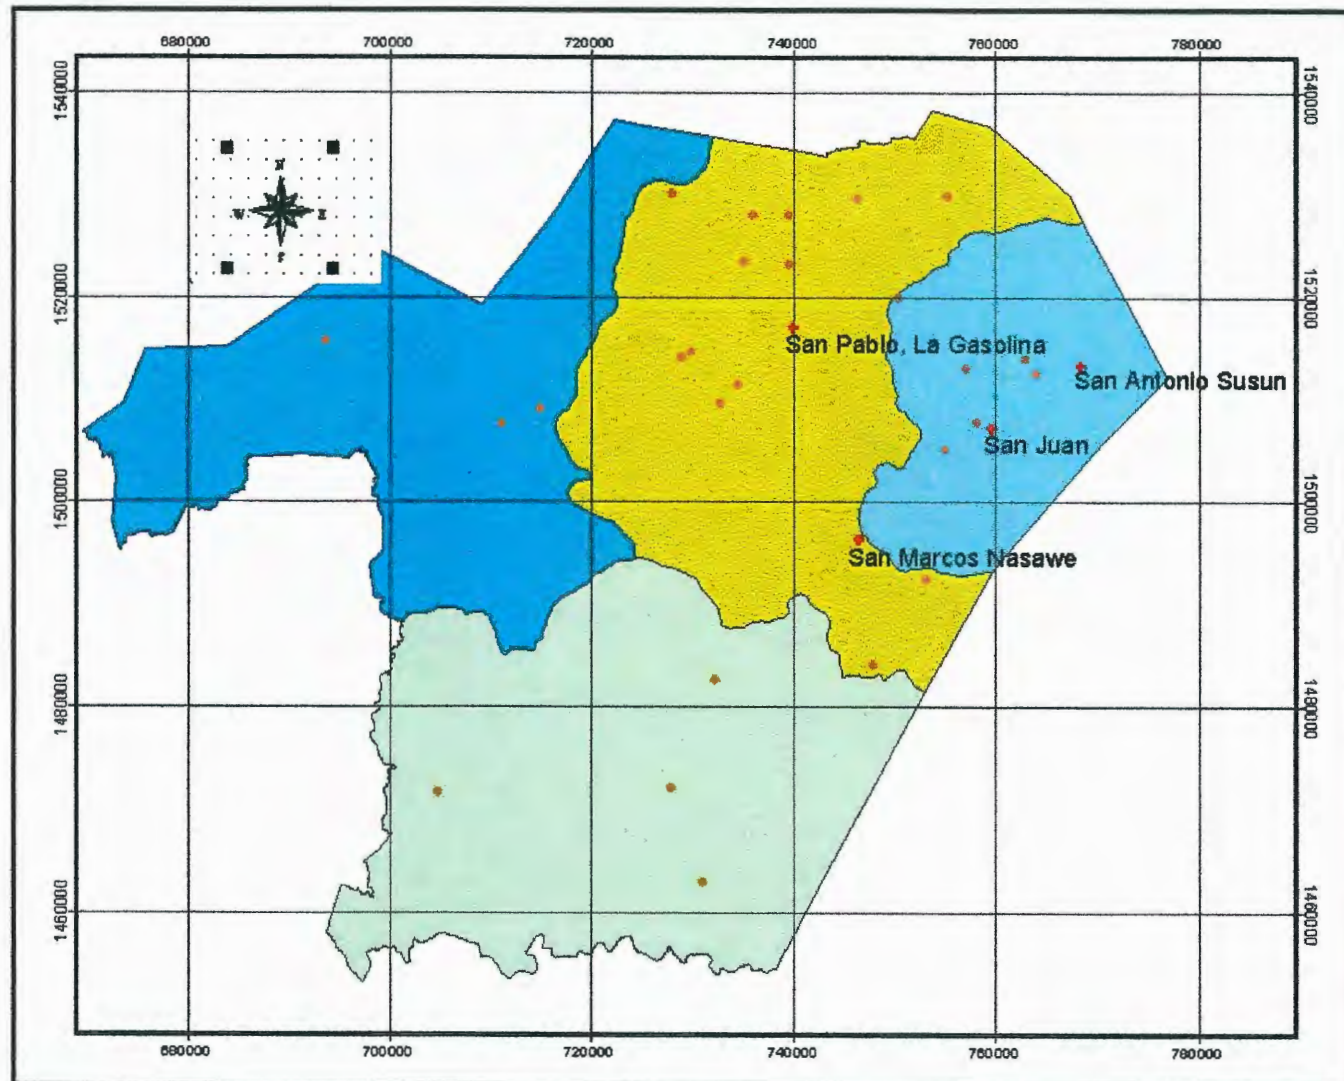 680000 700000 720000 740000 760000 780000
1540000 1540000
N
W E
1520000 1520000
San Pablo, La Gasolina
San Antonio Susun
San Juan
1500000 1500000
San Marcos Nasawe
1480000 1480000
1460000 1460000
680000 700000 720000 740000 760000 780000